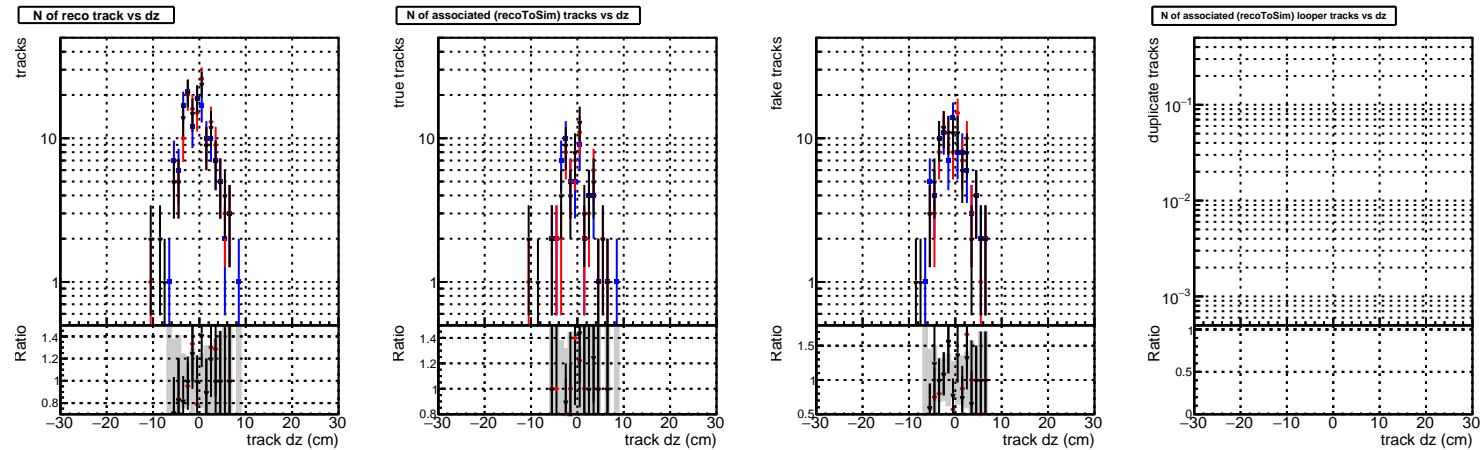 N of reco track vs dz
tracks
10
1
Ratio
1.4
1.2
1
0.8
−30 −20 −10 0 10 20 30
track dz (cm)
N of associated (recoToSim) tracks vs dz
true tracks
10
1
Ratio
1.4
1.2
1
0.8
−30 −20 −10 0 10 20 30
track dz (cm)
fake tracks
10
1
Ratio
1.5
1
0.5
−30 −20 −10 0 10 20 30
track dz (cm)
N of associated (recoToSim) looper tracks vs dz
duplicate tracks
10−1
10−2
10−3
Ratio
1
0.5
0
−30 −20 −10 0 10 20 30
track dz (cm)